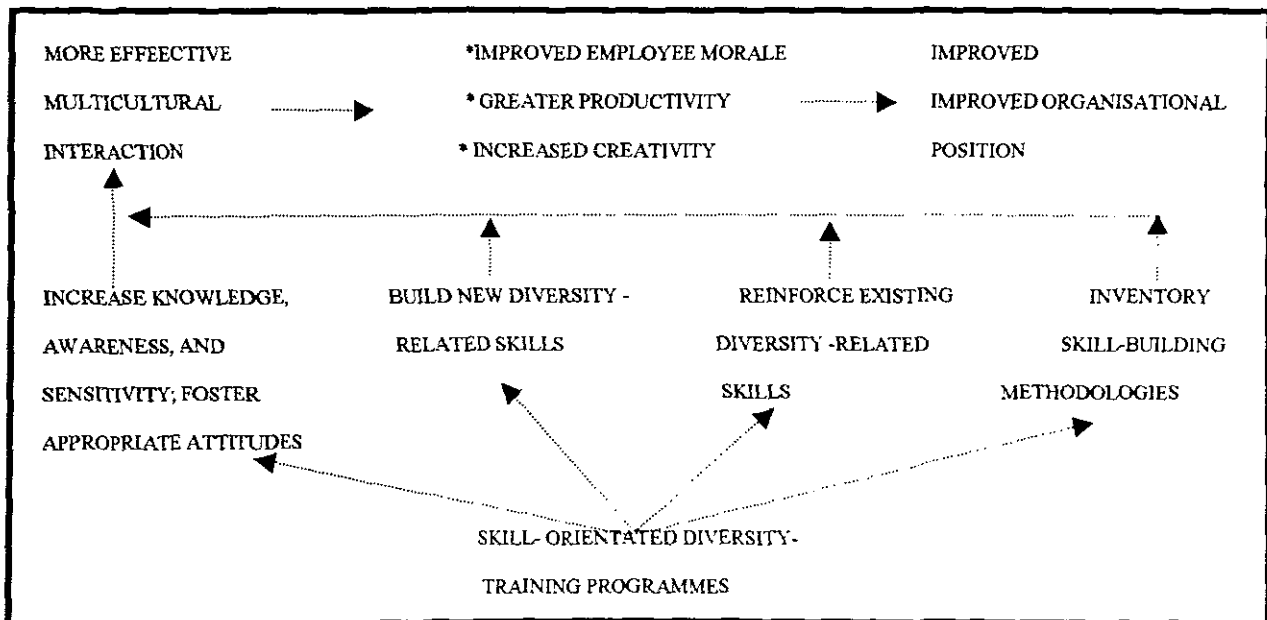 MORE EFFEECTIVE
MULTICULTURAL
INTERACTION
*IMPROVED EMPLOYEE MORALE
* GREATER PRODUCTIVITY
* INCREASED CREATIVITY
IMPROVED
IMPROVED ORGANISATIONAL
POSITION
INCREASE KNOWLEDGE,
AWARENESS, AND
SENSITIVITY; FOSTER
APPROPRIATE ATTITUDES
BUILD NEW DIVERSITY -
RELATED SKILLS
REINFORCE EXISTING
DIVERSITY -RELATED
SKILLS
INVENTORY
SKILL-BUILDING
METHODOLOGIES
SKILL- ORIENTATED DIVERSITY-
TRAINING PROGRAMMES